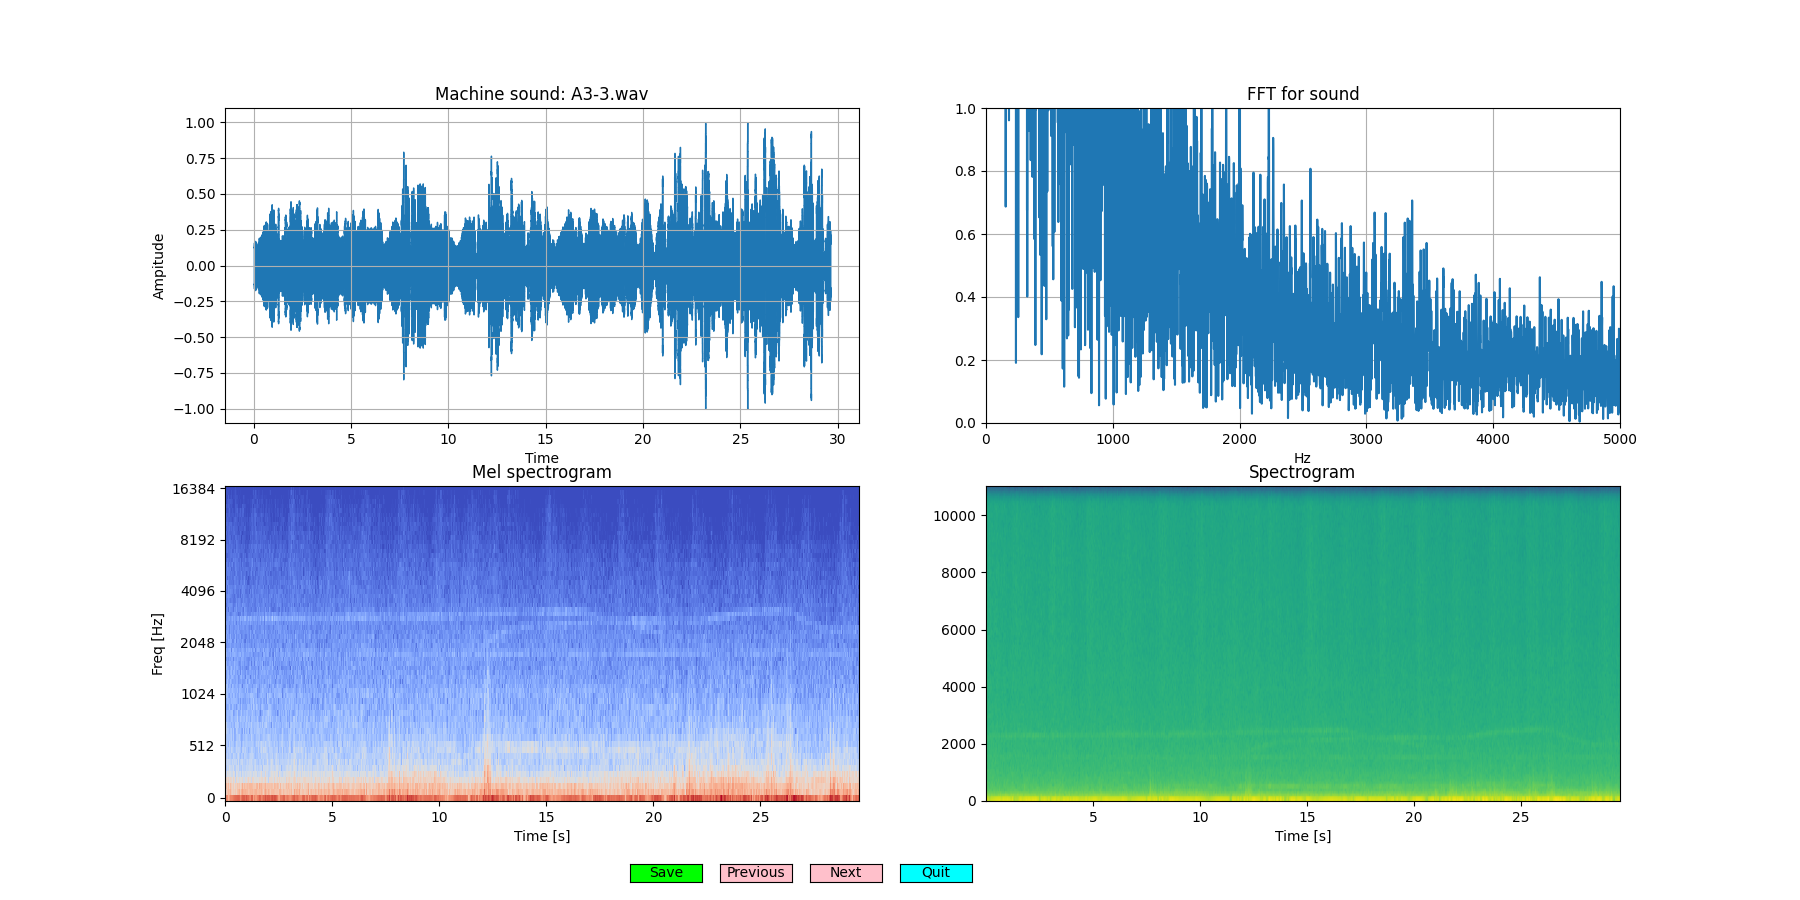 Machine sound: A3-3.wav
1.00
0.75
0.50
0.25
0.00
−0.25
−0.50
−0.75
−1.00
Ampitude
0 5 10 15 20 25 30
Time
FFT for sound
1.0
0.8
0.6
0.4
0.2
0.0
0 1000 2000 3000 4000 5000
Hz
Mel spectrogram
16384
8192
4096
2048
1024
512
0
Freq [Hz]
0 5 10 15 20 25
Time [s]
Spectrogram
10000
8000
6000
4000
2000
0
5 10 15 20 25
Time [s]
Save Previous Next Quit